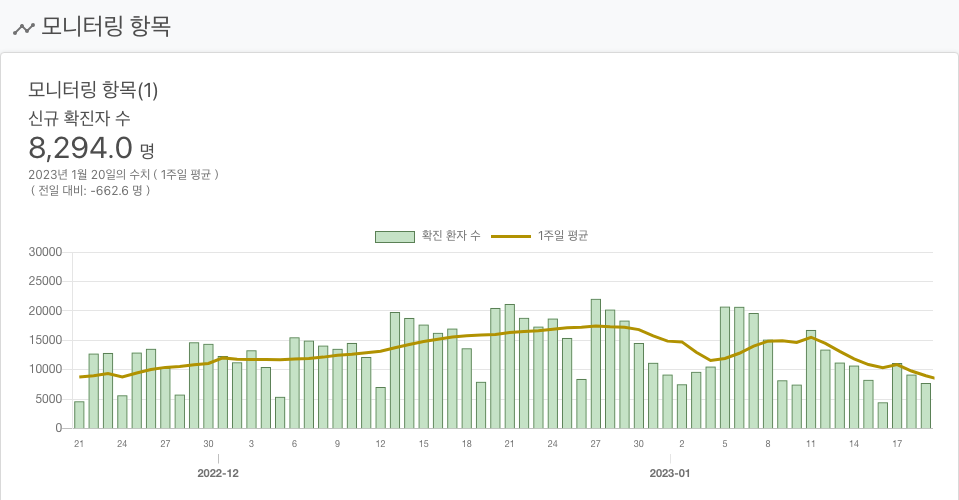 모니터링 항목
모니터링 항목(1)
신규 확진자 수
8,294.0 명
2023년 1월 20일의 수치 ( 1주일 평균 )
( 전일 대비: -662.6 명 )
확진 환자 수 1주일 평균
30000
25000
20000
15000
10000
5000
0
21 24 27 30 3 6 9 12 15 18 21 24 27 30 2 5 8 11 14 17
2022-12 2023-01